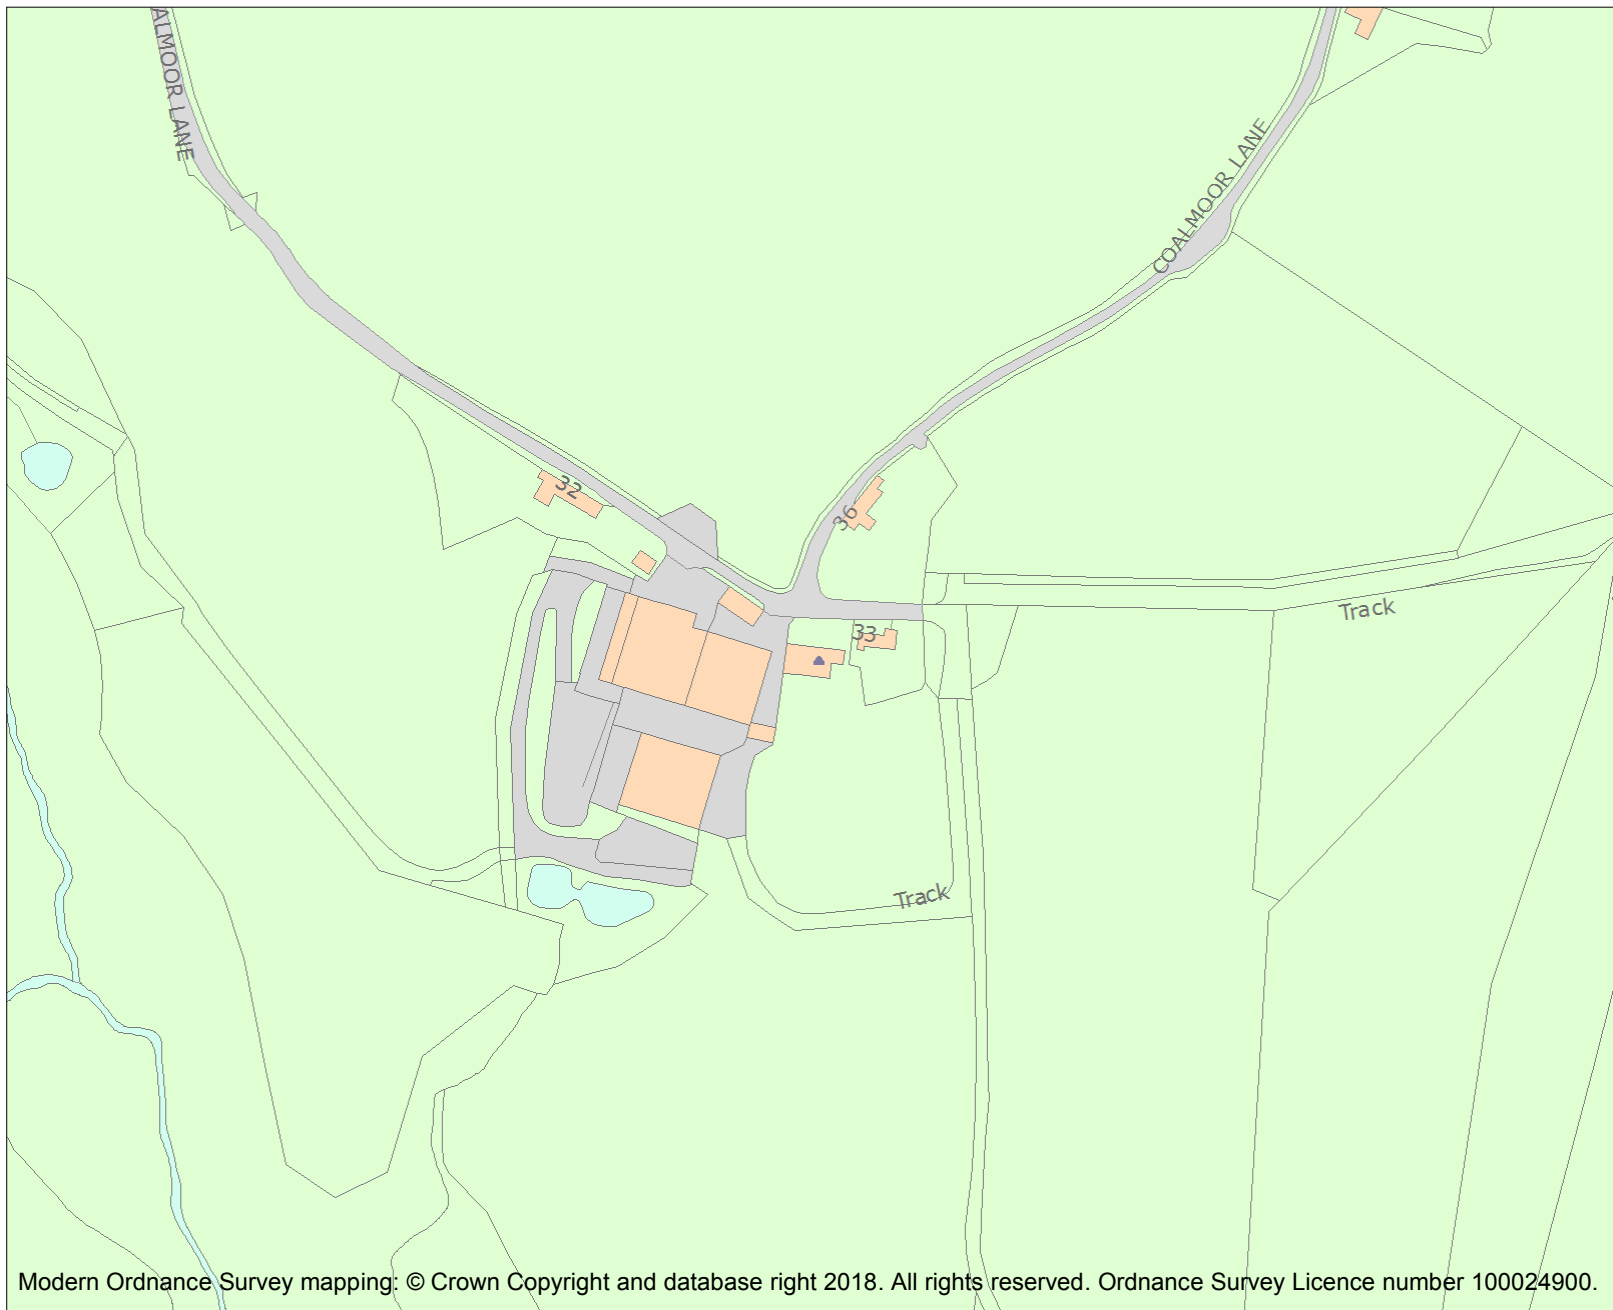 ALMOOR LANE
COALMOOR LANE
32
36
33
Track
Track
Modern Ordnance Survey mapping: © Crown Copyright and database right 2018. All rights reserved. Ordnance Survey Licence number 100024900.